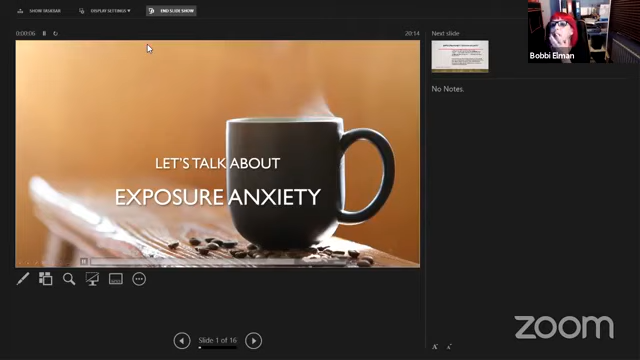 SHOW TASKBAR
DISPLAY SETTINGS ▼
END SLIDE SHOW
0:00:06
20:14
LET'S TALK ABOUT
EXPOSURE ANXIETY
Next slide
No Notes.
Bobbi Elman
Slide 1 of 16
zoom
A A